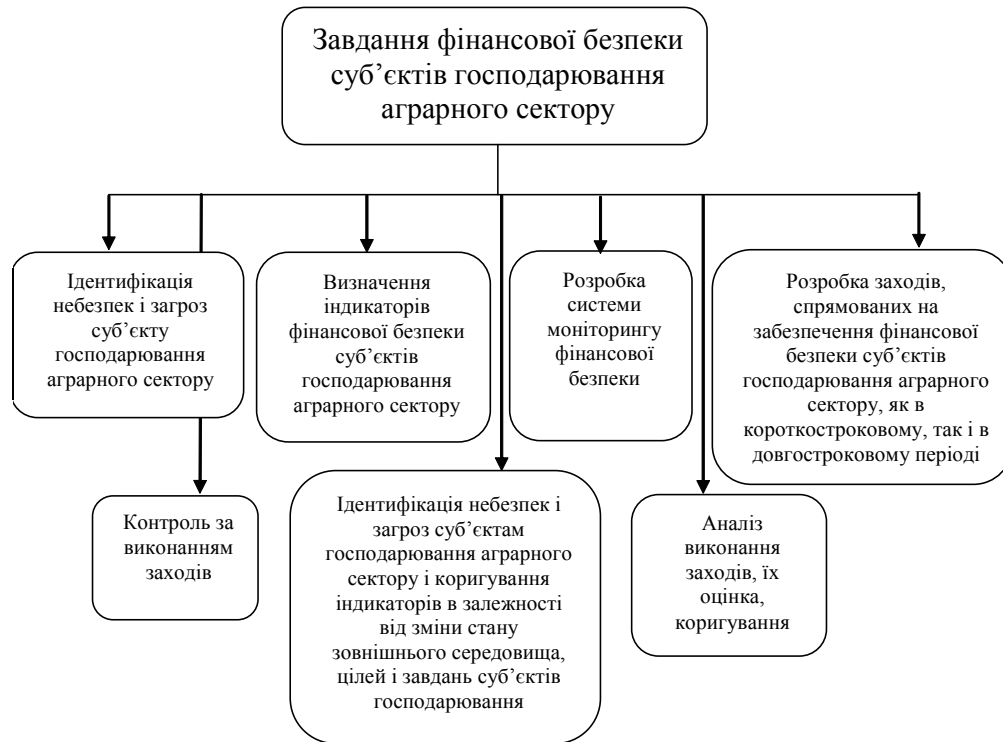 Завдання фінансової безпеки
суб’єктів господарювання
аграрного сектору
Ідентифікація
небезпек і загроз
суб’єкту
господарювання
аграрного сектору
Визначення
індикаторів
фінансової безпеки
суб’єктів
господарювання
аграрного сектору
Розробка
системи
моніторингу
фінансової
безпеки
Розробка заходів,
спрямованих на
забезпечення фінансової
безпеки суб’єктів
господарювання аграрного
сектору, як в
короткостроковому, так і в
довгостроковому періоді
Контроль за
виконанням
заходів
Ідентифікація небезпек і
загроз суб’єктам
господарювання аграрного
сектору і коригування
індикаторів в залежності
від зміни стану
зовнішнього середовища,
цілей і завдань суб’єктів
господарювання
Аналіз
виконання
заходів, їх
оцінка,
коригування